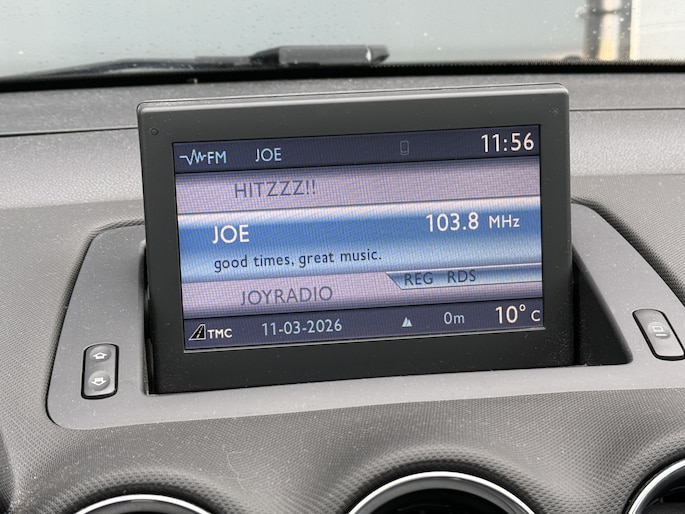 FM JOE 11:56
HITZZZ!!
JOE 103.8 MHz
good times, great music.
REG RDS
JOYRADIO
TMC 11-03-2026 0m 10° C